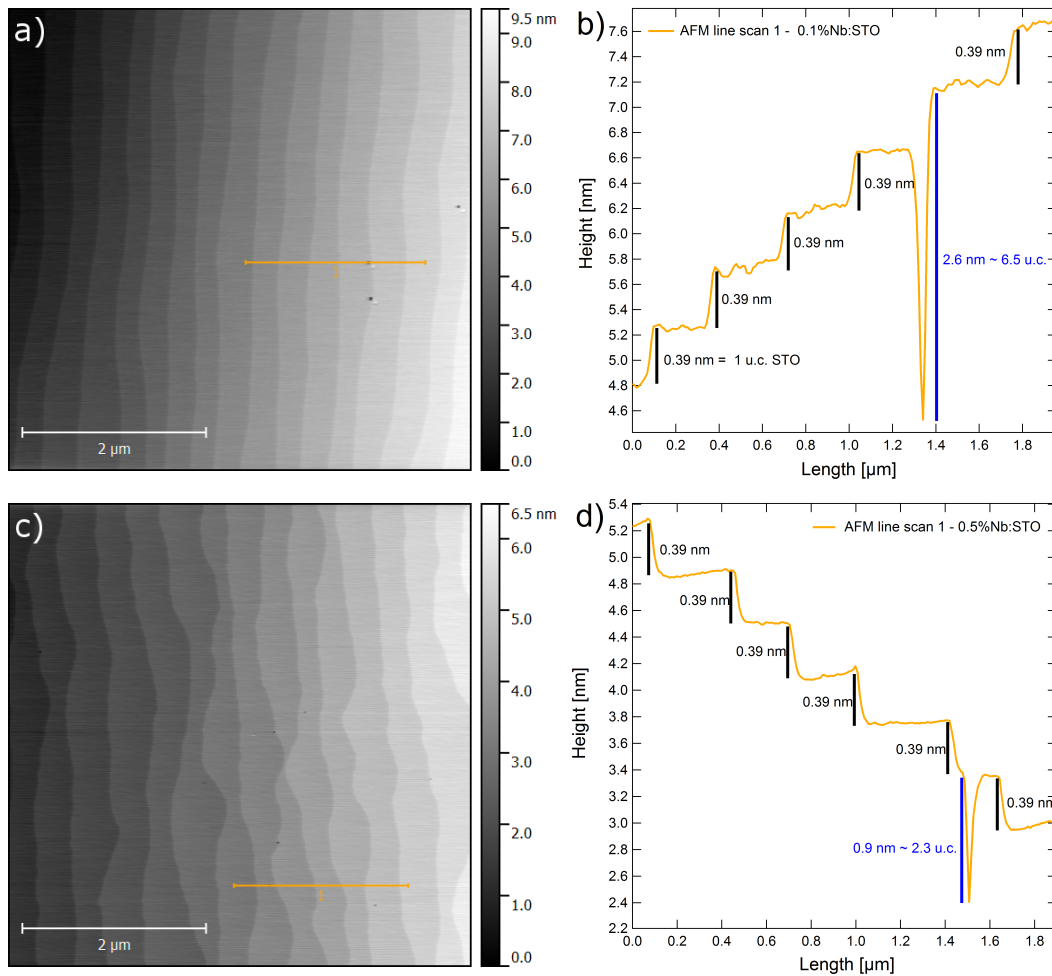 a)
9.5 nm
9.0
8.0
7.0
6.0
5.0
4.0
3.0
2.0
1.0
0.0
1
2 µm
b)
AFM line scan 1 - 0.1%Nb:STO
Height [nm]
7.6
7.4
7.2
7.0
6.8
6.6
6.4
6.2
6.0
5.8
5.6
5.4
5.2
5.0
4.8
4.6
0.39 nm
0.39 nm
0.39 nm
0.39 nm
0.39 nm = 1 u.c. STO
2.6 nm ~ 6.5 u.c.
0.0 0.2 0.4 0.6 0.8 1.0 1.2 1.4 1.6 1.8
Length [µm]
c)
6.5 nm
6.0
5.0
4.0
3.0
2.0
1.0
0.0
1
2 µm
d)
AFM line scan 1 - 0.5%Nb:STO
Height [nm]
5.4
5.2
5.0
4.8
4.6
4.4
4.2
4.0
3.8
3.6
3.4
3.2
3.0
2.8
2.6
2.4
2.2
0.39 nm
0.39 nm
0.39 nm
0.39 nm
0.39 nm
0.39 nm
0.9 nm ~ 2.3 u.c.
0.0 0.2 0.4 0.6 0.8 1.0 1.2 1.4 1.6 1.8
Length [µm]